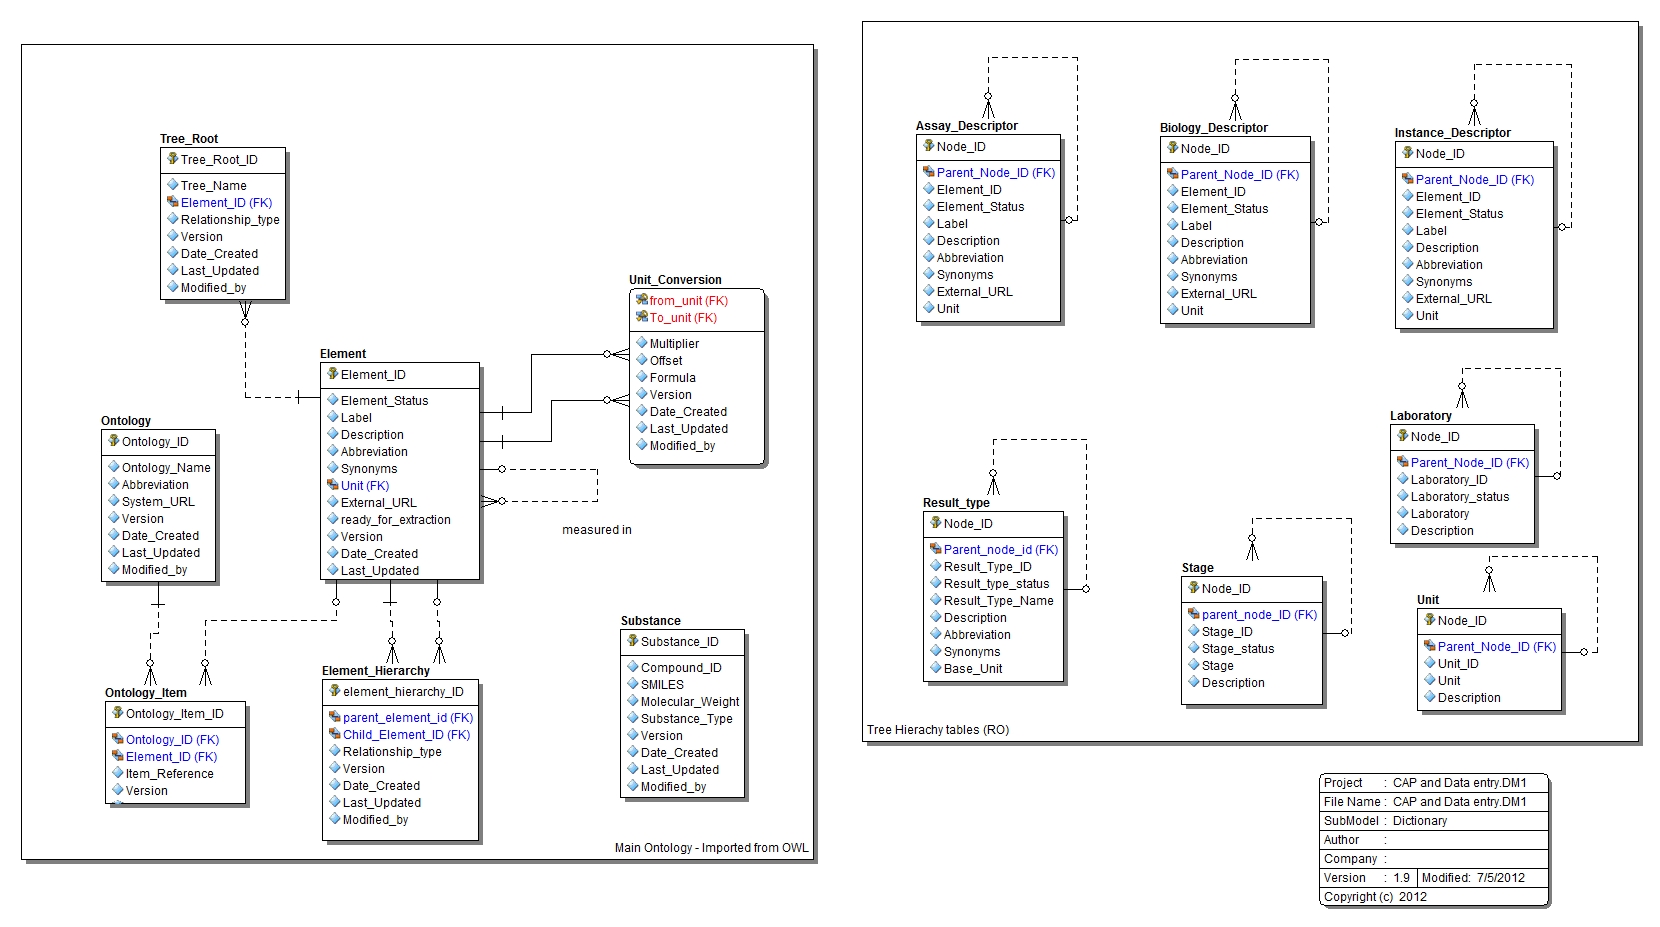 Tree_Root
Tree_Root_ID
Tree_Name
Element_ID (FK)
Relationship_type
Version
Date_Created
Last_Updated
Modified_by
Unit_Conversion
from_unit (FK)
To_unit (FK)
Multiplier
Offset
Formula
Version
Date_Created
Last_Updated
Modified_by
Element
Element_ID
Element_Status
Label
Description
Abbreviation
Synonyms
Unit (FK)
External_URL
ready_for_extraction
Version
Date_Created
Last_Updated
measured in
Ontology
Ontology_ID
Ontology_Name
Abbreviation
System_URL
Version
Date_Created
Last_Updated
Modified_by
Ontology_Item
Ontology_Item_ID
Ontology_ID (FK)
Element_ID (FK)
Item_Reference
Version
Element_Hierarchy
element_hierarchy_ID
parent_element_id (FK)
Child_Element_ID (FK)
Relationship_type
Version
Date_Created
Last_Updated
Modified_by
Substance
Substance_ID
Compound_ID
SMILES
Molecular_Weight
Substance_Type
Version
Date_Created
Last_Updated
Modified_by
Main Ontology - Imported from OWL
Assay_Descriptor
Node_ID
Parent_Node_ID (FK)
Element_ID
Element_Status
Label
Description
Abbreviation
Synonyms
External_URL
Unit
Biology_Descriptor
Node_ID
Parent_Node_ID (FK)
Element_ID
Element_Status
Label
Description
Abbreviation
Synonyms
External_URL
Unit
Instance_Descriptor
Node_ID
Parent_Node_ID (FK)
Element_ID
Element_Status
Label
Description
Abbreviation
Synonyms
External_URL
Unit
Laboratory
Node_ID
Parent_Node_ID (FK)
Laboratory_ID
Laboratory_status
Laboratory
Description
Result_type
Node_ID
Parent_node_id (FK)
Result_Type_ID
Result_type_status
Result_Type_Name
Description
Abbreviation
Synonyms
Base_Unit
Stage
Node_ID
parent_node_ID (FK)
Stage_ID
Stage_status
Stage
Description
Unit
Node_ID
Parent_Node_ID (FK)
Unit_ID
Unit
Description
Tree Hierachy tables (RO)
Project : CAP and Data entry.DM1
File Name : CAP and Data entry.DM1
SubModel : Dictionary
Author :
Company :
Version : 1.9 Modified: 7/5/2012
Copyright (c) 2012